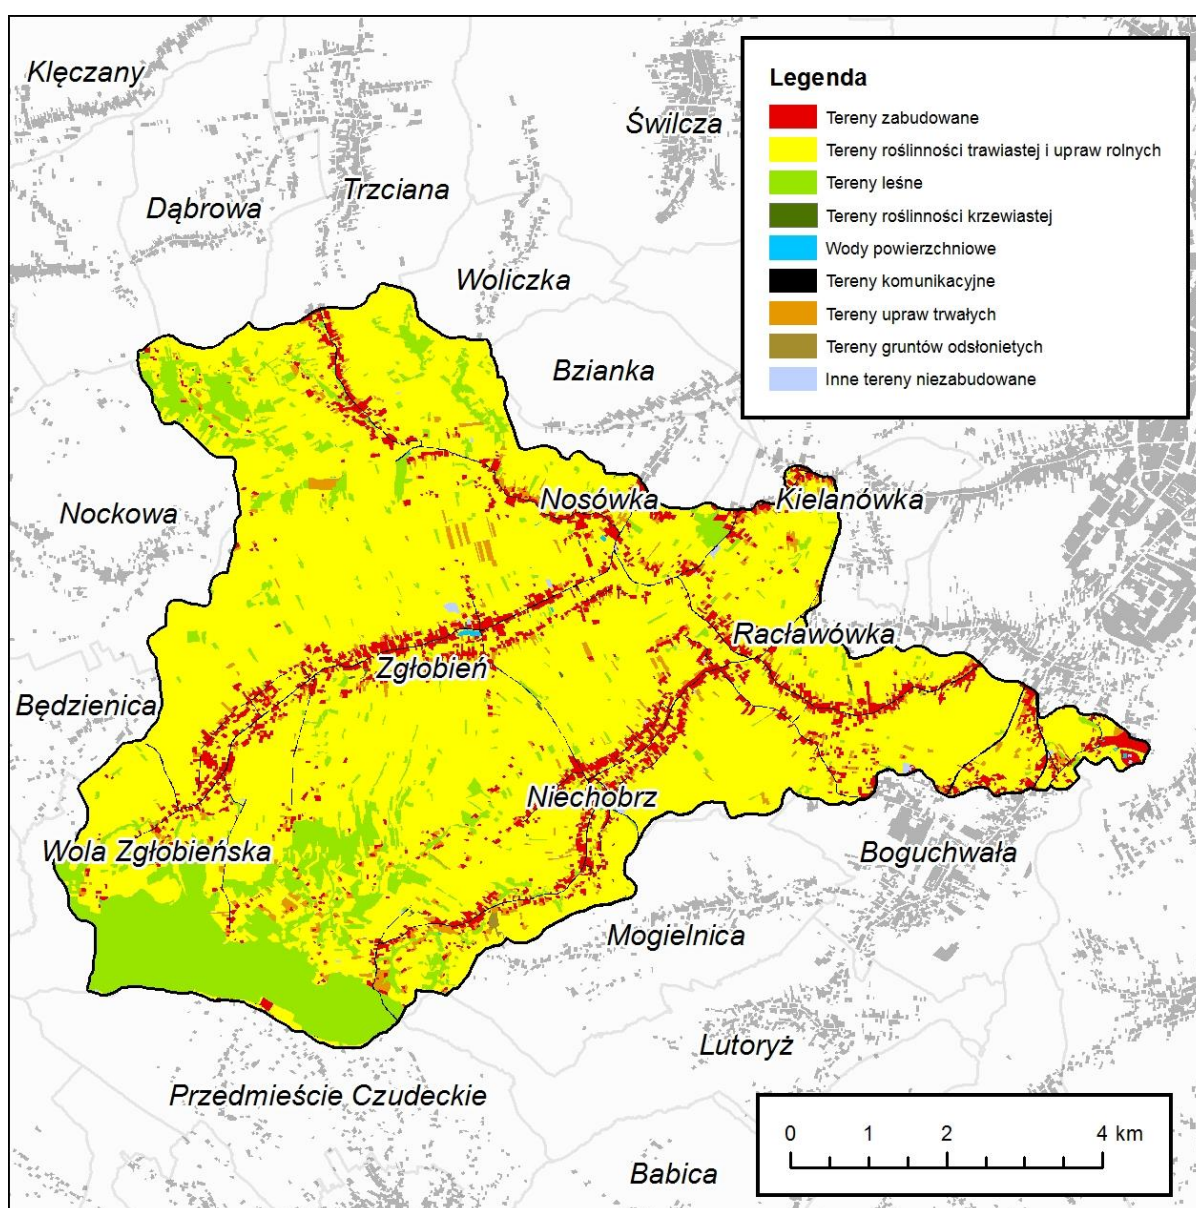 Klęczany
Świlcza
Trzciana
Dąbrowa
Woliczka
Bzianka
Legenda
Tereny zabudowane
Tereny roślinności trawiastej i upraw rolnych
Tereny leśne
Tereny roślinności krzewiastej
Wody powierzchniowe
Tereny komunikacyjne
Tereny upraw trwałych
Tereny gruntów odsłonietych
Inne tereny niezabudowane
Nockowa
Nosówka
Kielanówka
Racławówka
Zgłobień
Będzienica
Niechobrz
Wola Zgłobieńska
Boguchwała
Mogielnica
Lutoryż
Przedmieście Czudeckie
Babica
0 1 2 4 km